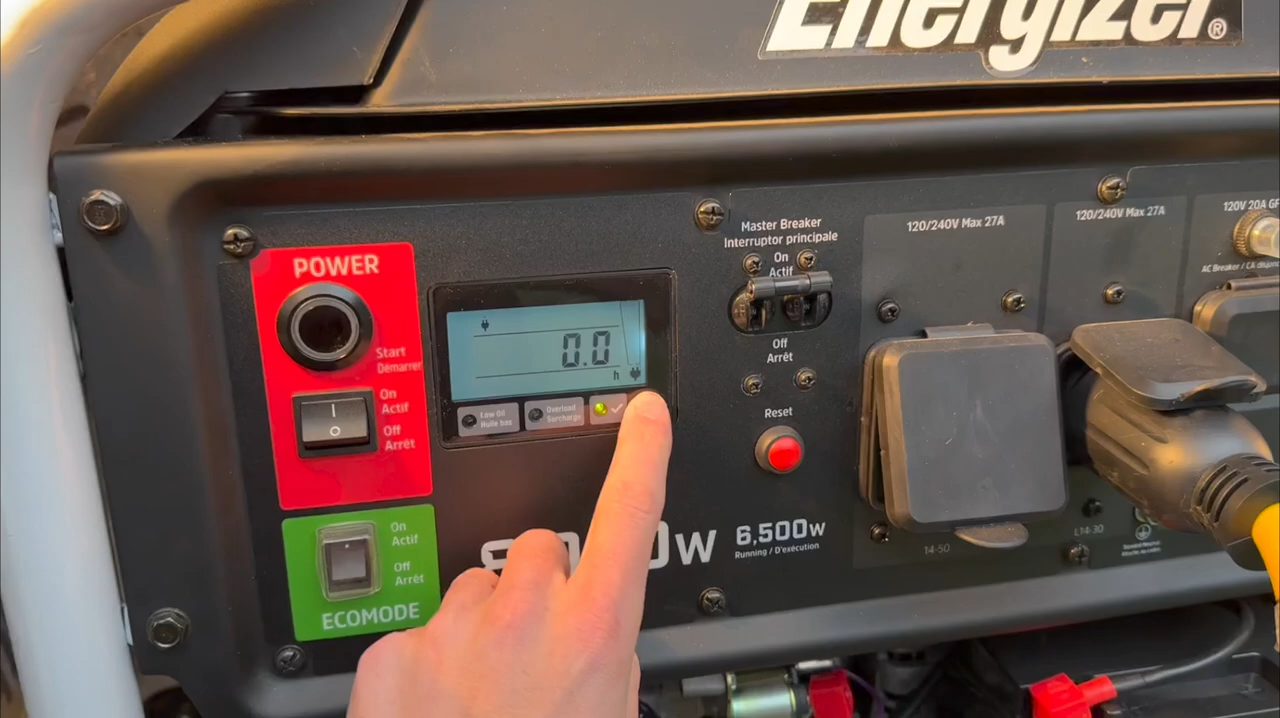 Energizer®
POWER
Start
Démarrer
On
Actif
Off
Arrêt
On
Actif
Off
Arrêt
ECOMODE
0.0
h
Low Oil
Huile bas
Overload
Surcharge
Master Breaker
Interruptor principale
On
Actif
Off
Arrêt
Reset
6,500W
Running / D'exécution
120/240V Max 27A
14-50
120/240V Max 27A
L14-30
120V 20A
AC Breaker / CA